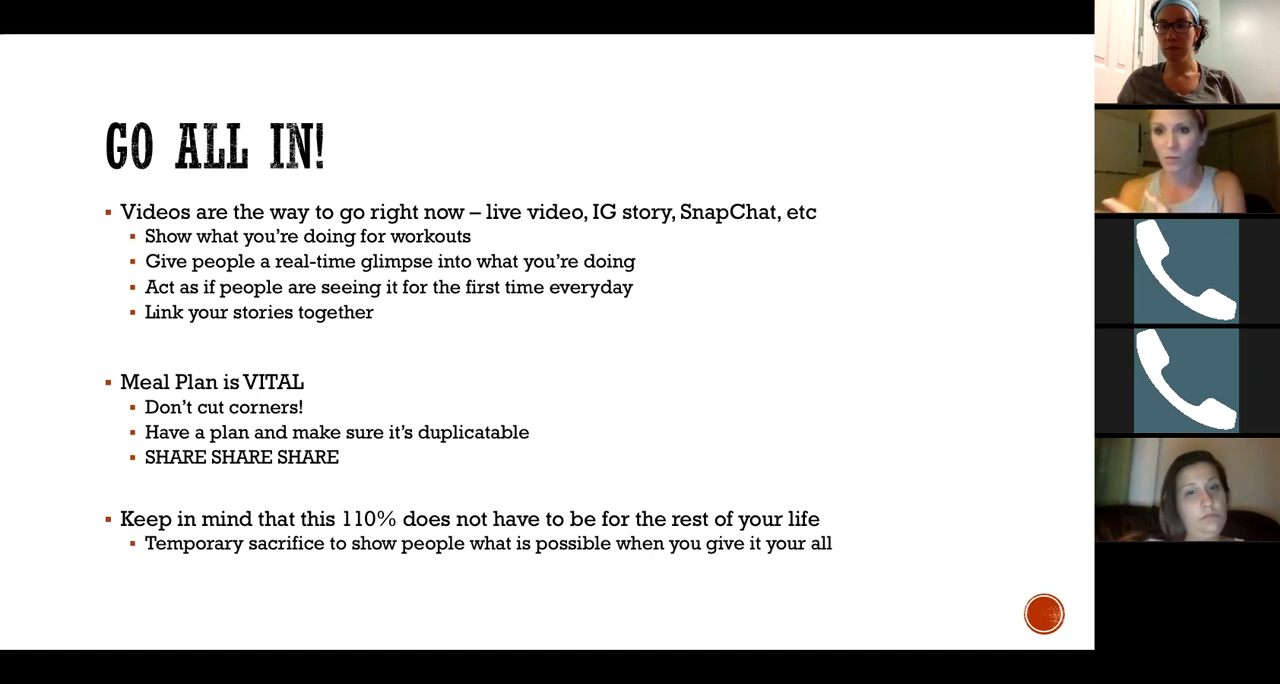 GO ALL IN!
Videos are the way to go right now – live video, IG story, SnapChat, etc
Show what you're doing for workouts
Give people a real-time glimpse into what you're doing
Act as if people are seeing it for the first time everyday
Link your stories together
Meal Plan is VITAL
Don't cut corners!
Have a plan and make sure it's duplicatable
SHARE SHARE SHARE
Keep in mind that this 110% does not have to be for the rest of your life
Temporary sacrifice to show people what is possible when you give it your all